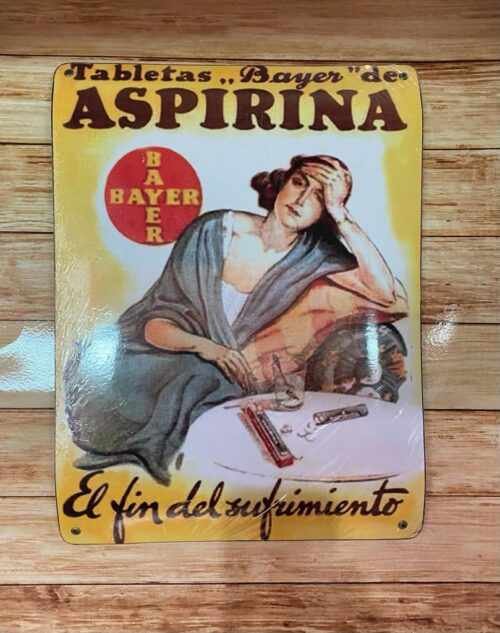 Tabletas „Bayer" de
ASPIRINA
BAYER
BAYER
El fin del sufrimiento